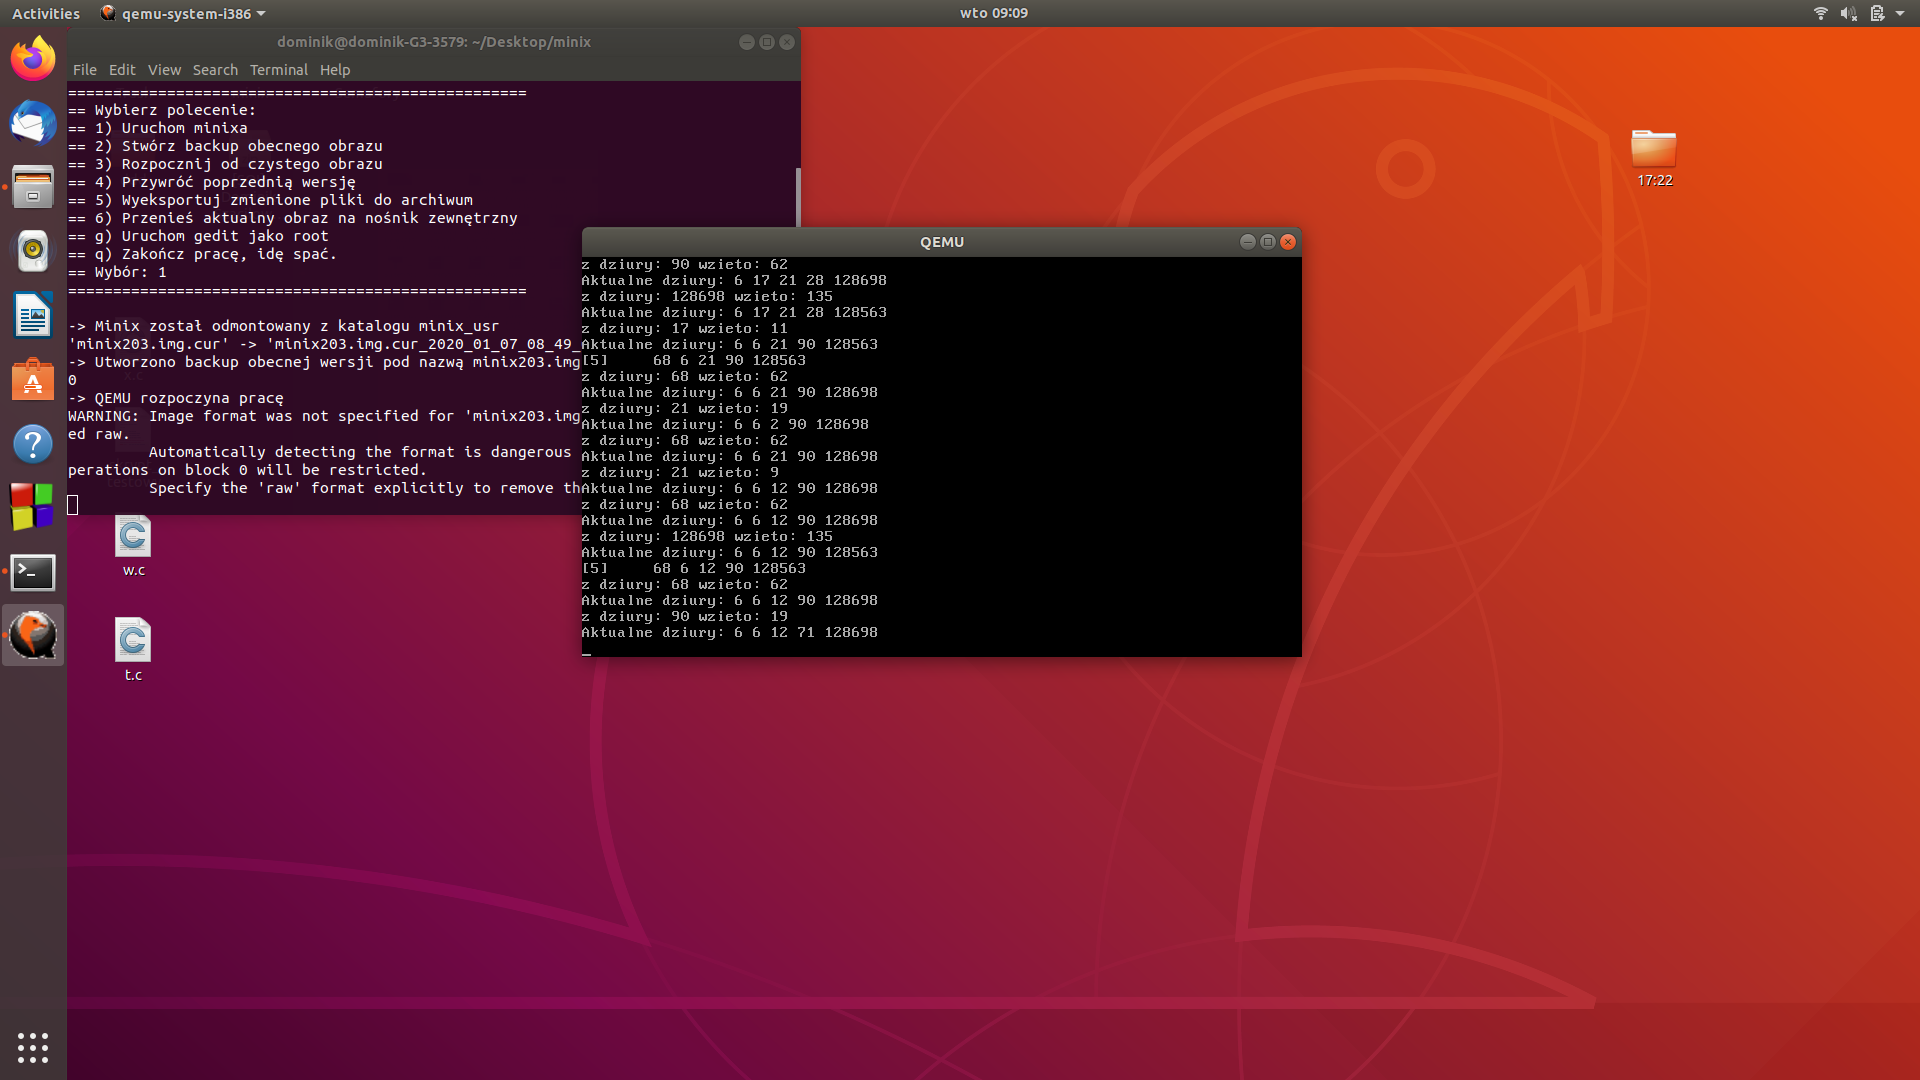 Activities
qemu-system-i386
wto 09:09
dominik@dominik-G3-3579: ~/Desktop/minix
File Edit View Search Terminal Help
===================================================
== Wybierz polecenie:
== 1) Uruchom minixa
== 2) Stwórz backup obecnego obrazu
== 3) Rozpocznij od czystego obrazu
== 4) Przywróć poprzednią wersję
== 5) Wyeksportuj zmienione pliki do archiwum
== 6) Przenieś aktualny obraz na nośnik zewnętrzny
== g) Uruchom gedit jako root
== q) Zakończ pracę, idę spać.
== Wybór: 1
===================================================
-> Minix został odmontowany z katalogu minix_usr
'minix203.img.cur' -> 'minix203.img.cur_2020_01_07_08_49_
-> Utworzono backup obecnej wersji pod nazwą minix203.img
0
-> QEMU rozpoczyna pracę
WARNING: Image format was not specified for 'minix203.img
ed raw.
Automatically detecting the format is dangerous
perations on block 0 will be restricted.
Specify the 'raw' format explicitly to remove th
w.c
t.c
17:22
QEMU
z dziury: 90 wzieto: 62
Aktualne dziury: 6 17 21 28 128698
z dziury: 128698 wzieto: 135
Aktualne dziury: 6 17 21 28 128563
z dziury: 17 wzieto: 11
Aktualne dziury: 6 6 21 90 128563
[5] 68 6 21 90 128563
z dziury: 68 wzieto: 62
Aktualne dziury: 6 6 21 90 128698
z dziury: 21 wzieto: 19
Aktualne dziury: 6 6 2 90 128698
z dziury: 68 wzieto: 62
Aktualne dziury: 6 6 21 90 128698
z dziury: 21 wzieto: 9
Aktualne dziury: 6 6 12 90 128698
z dziury: 68 wzieto: 62
Aktualne dziury: 6 6 12 90 128698
z dziury: 128698 wzieto: 135
Aktualne dziury: 6 6 12 90 128563
[5] 68 6 12 90 128563
z dziury: 68 wzieto: 62
Aktualne dziury: 6 6 12 90 128698
z dziury: 90 wzieto: 19
Aktualne dziury: 6 6 12 71 128698
_